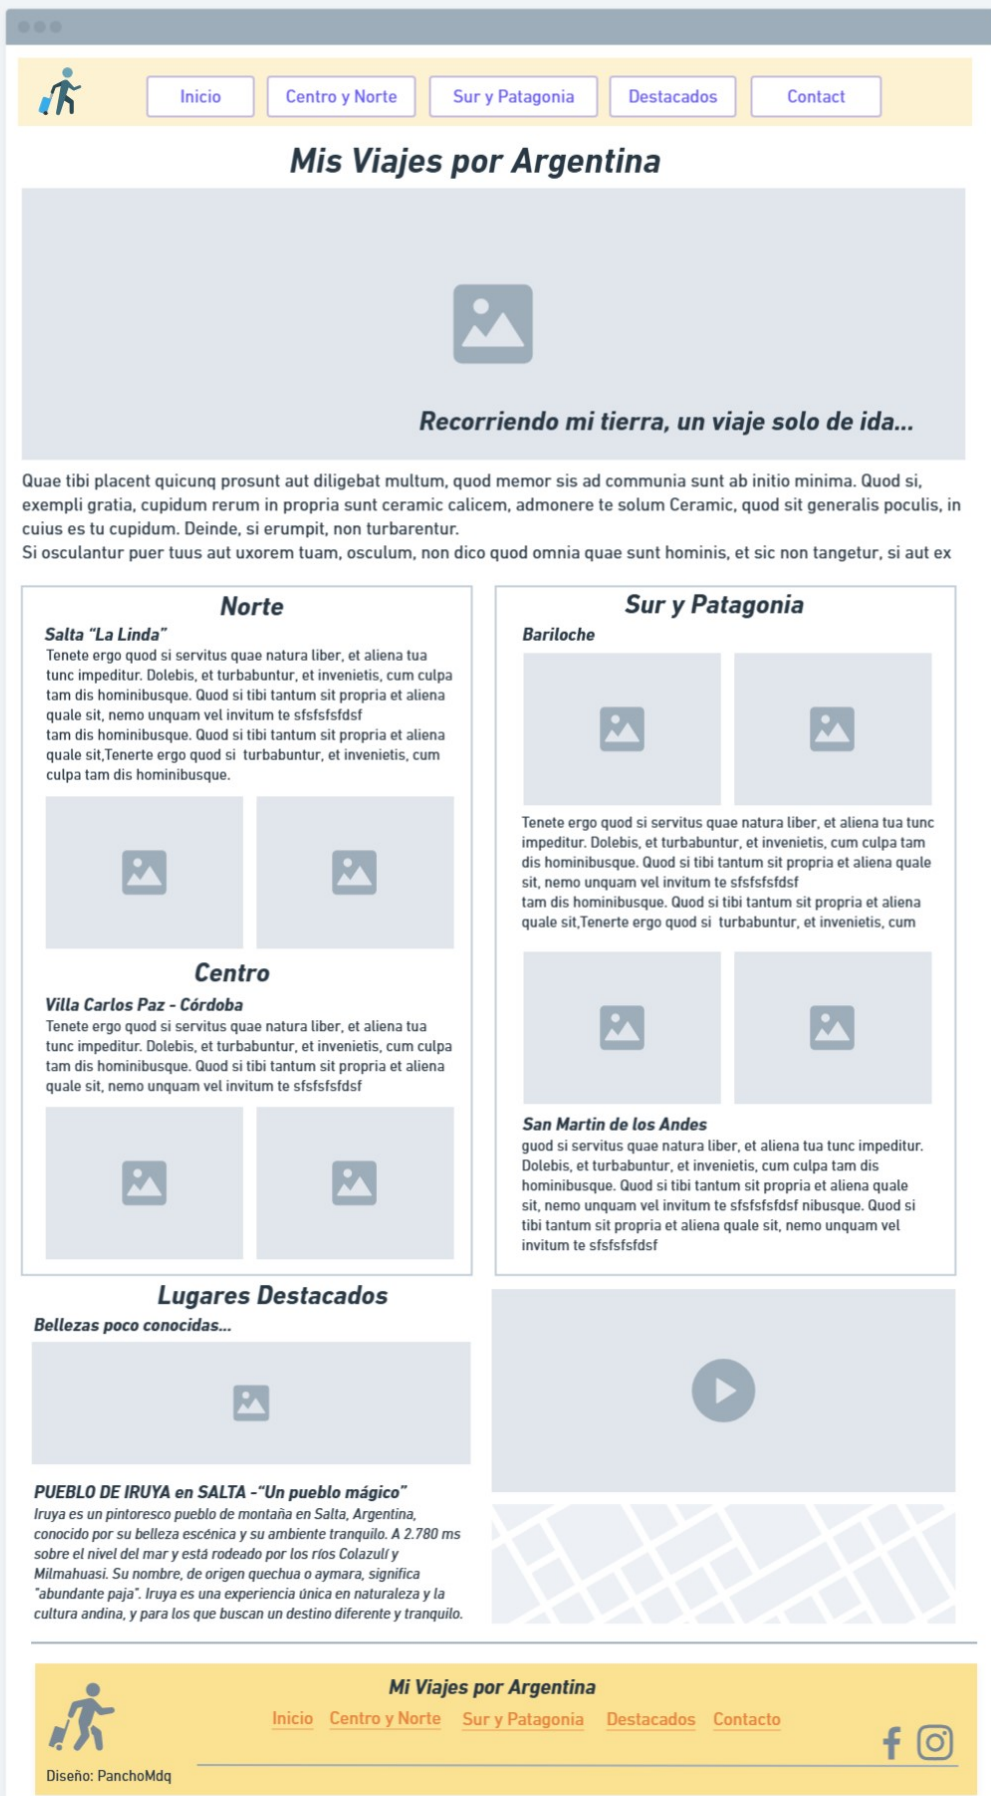 Inicio
Centro y Norte
Sur y Patagonia
Destacados
Contact
Mis Viajes por Argentina
Recorriendo mi tierra, un viaje solo de ida...
Quae tibi placent quicunq prosunt aut diligebat multum, quod memor sis ad communia sunt ab initio minima. Quod si,
exempli gratia, cupidum rerum in propria sunt ceramic calicem, admonere te solum Ceramic, quod sit generalis poculis, in
cuius es tu cupidum. Deinde, si erumpit, non turbarentur.
Si osculantur puer tuus aut uxorem tuam, osculum, non dico quod omnia quae sunt hominis, et sic non tangetur, si aut ex
Norte
Salta “La Linda”
Tenete ergo quod si servitus quae natura liber, et aliena tua
tunc impeditur. Dolebis, et turbabuntur, et invenietis, cum culpa
tam dis hominibusque. Quod si tibi tantum sit propria et aliena
quale sit, nemo unquam vel invitum te sfsfsfsfdsf
tam dis hominibusque. Quod si tibi tantum sit propria et aliena
quale sit,Tenerte ergo quod si turbabuntur, et invenietis, cum
culpa tam dis hominibusque.
Centro
Villa Carlos Paz - Córdoba
Tenete ergo quod si servitus quae natura liber, et aliena tua
tunc impeditur. Dolebis, et turbabuntur, et invenietis, cum culpa
tam dis hominibusque. Quod si tibi tantum sit propria et aliena
quale sit, nemo unquam vel invitum te sfsfsfsfdsf
Sur y Patagonia
Bariloche
Tenete ergo quod si servitus quae natura liber, et aliena tua tunc
impeditur. Dolebis, et turbabuntur, et invenietis, cum culpa tam
dis hominibusque. Quod si tibi tantum sit propria et aliena quale
sit, nemo unquam vel invitum te sfsfsfsfdsf
tam dis hominibusque. Quod si tibi tantum sit propria et aliena
quale sit,Tenerte ergo quod si turbabuntur, et invenietis, cum
San Martin de los Andes
guod si servitus quae natura liber, et aliena tua tunc impeditur.
Dolebis, et turbabuntur, et invenietis, cum culpa tam dis
hominibusque. Quod si tibi tantum sit propria et aliena quale
sit, nemo unquam vel invitum te sfsfsfsfdsf nibusque. Quod si
tibi tantum sit propria et aliena quale sit, nemo unquam vel
invitum te sfsfsfsfdsf
Lugares Destacados
Bellezas poco conocidas...
PUEBLO DE IRUYA en SALTA -“Un pueblo mágico”
Iruya es un pintoresco pueblo de montaña en Salta, Argentina,
conocido por su belleza escénica y su ambiente tranquilo. A 2.780 ms
sobre el nivel del mar y está rodeado por los ríos Colazulí y
Milmahuasi. Su nombre, de origen quechua o aymara, significa
"abundante paja". Iruya es una experiencia única en naturaleza y la
cultura andina, y para los que buscan un destino diferente y tranquilo.
Mi Viajes por Argentina
Inicio
Centro y Norte
Sur y Patagonia
Destacados
Contacto
Diseño: PanchoMdq